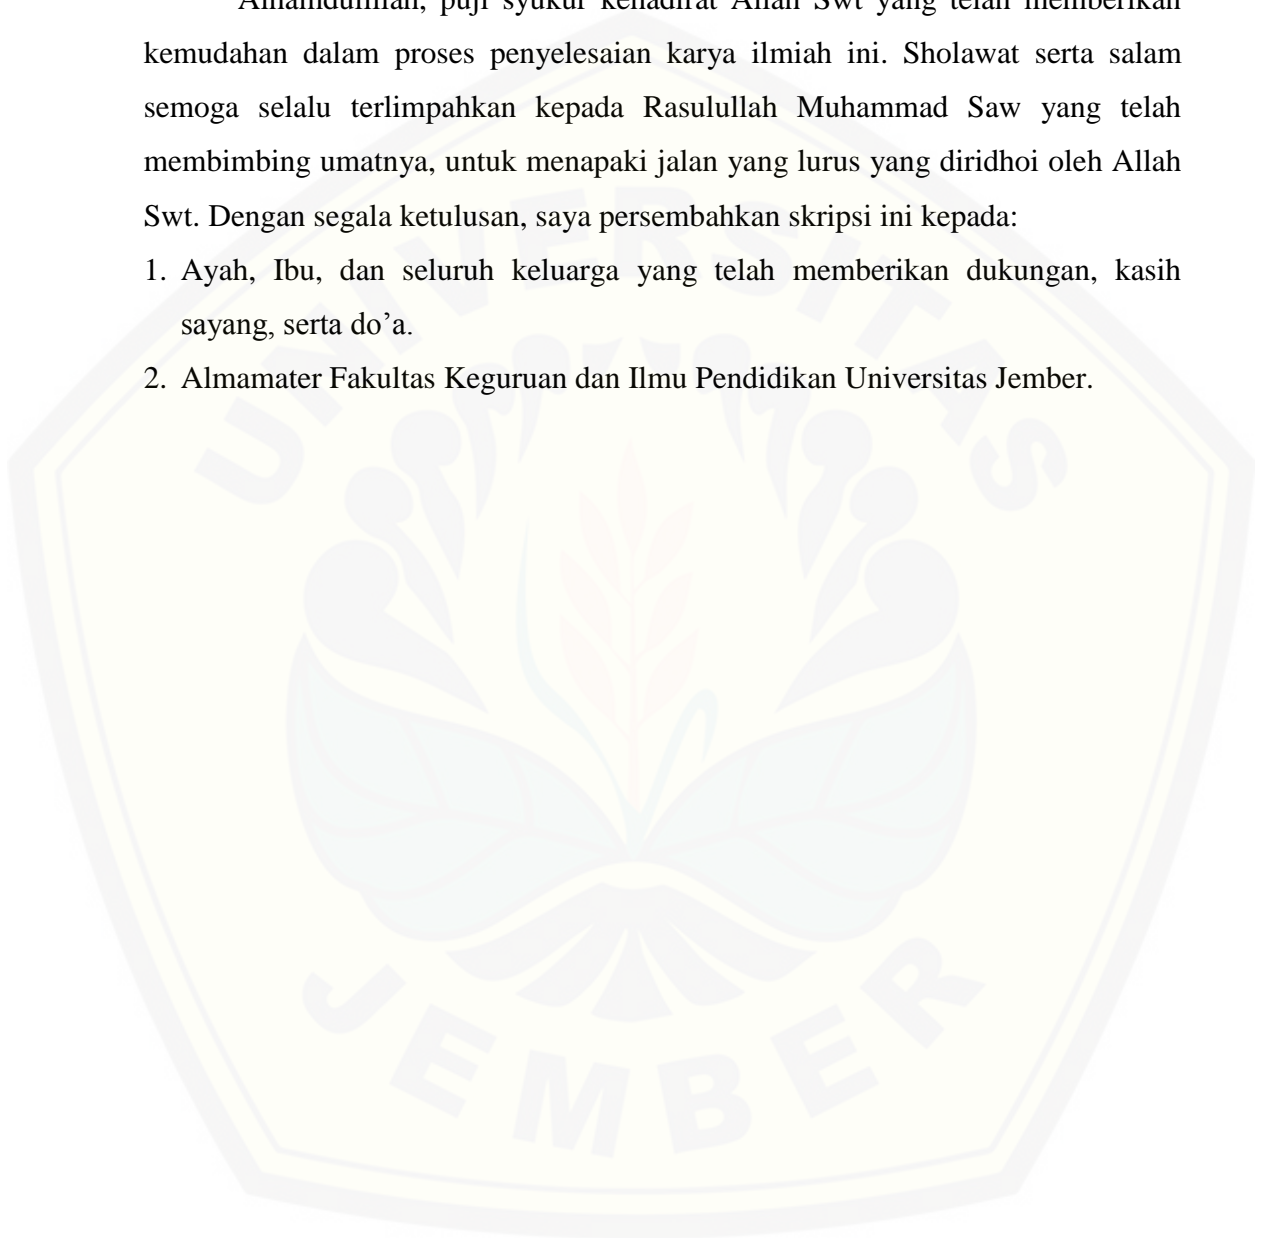 Alhamdulillah, puji syukur kehadirat Allah Swt yang telah memberikan
kemudahan dalam proses penyelesaian karya ilmiah ini. Sholawat serta salam
semoga selalu terlimpahkan kepada Rasulullah Muhammad Saw yang telah
membimbing umatnya, untuk menapaki jalan yang lurus yang diridhoi oleh Allah
Swt. Dengan segala ketulusan, saya persembahkan skripsi ini kepada:
1. Ayah, Ibu, dan seluruh keluarga yang telah memberikan dukungan, kasih
sayang, serta do’a.
2. Almamater Fakultas Keguruan dan Ilmu Pendidikan Universitas Jember.
UNIVERSITAS
JEMBER